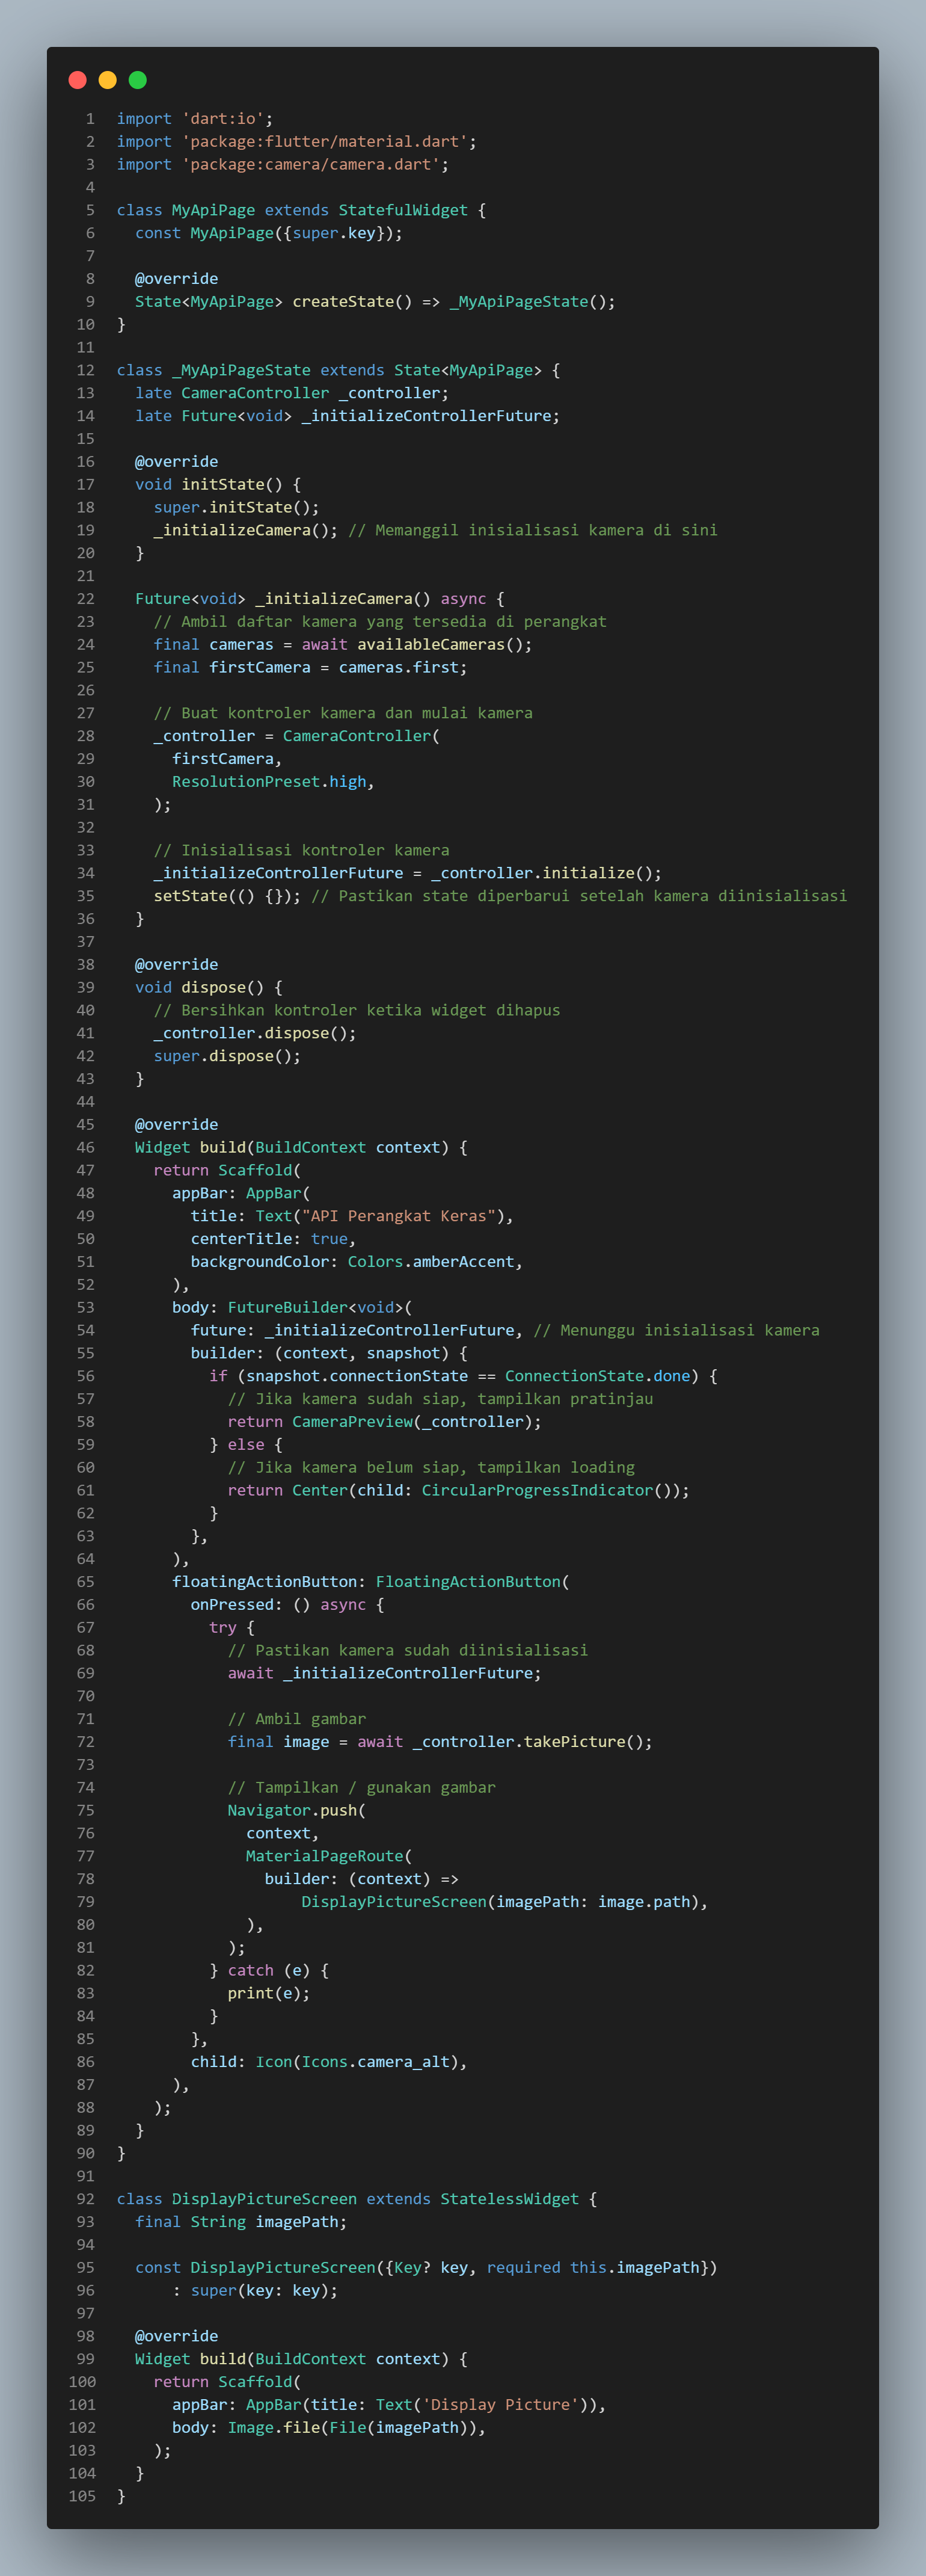 1 import 'dart:io';
2 import 'package:flutter/material.dart';
3 import 'package:camera/camera.dart';
4
5 class MyApiPage extends StatefulWidget {
6   const MyApiPage({super.key});
7
8   @override
9   State<MyApiPage> createState() => _MyApiPageState();
10 }
11
12 class _MyApiPageState extends State<MyApiPage> {
13   late CameraController _controller;
14   late Future<void> _initializeControllerFuture;
15
16   @override
17   void initState() {
18     super.initState();
19     _initializeCamera(); // Memanggil inisialisasi kamera di sini
20   }
21
22   Future<void> _initializeCamera() async {
23     // Ambil daftar kamera yang tersedia di perangkat
24     final cameras = await availableCameras();
25     final firstCamera = cameras.first;
26
27     // Buat kontroler kamera dan mulai kamera
28     _controller = CameraController(
29       firstCamera,
30       ResolutionPreset.high,
31     );
32
33     // Inisialisasi kontroler kamera
34     _initializeControllerFuture = _controller.initialize();
35     setState(() {}); // Pastikan state diperbarui setelah kamera diinisialisasi
36   }
37
38   @override
39   void dispose() {
40     // Bersihkan kontroler ketika widget dihapus
41     _controller.dispose();
42     super.dispose();
43   }
44
45   @override
46   Widget build(BuildContext context) {
47     return Scaffold(
48       appBar: AppBar(
49         title: Text("API Perangkat Keras"),
50         centerTitle: true,
51         backgroundColor: Colors.amberAccent,
52       ),
53       body: FutureBuilder<void>(
54         future: _initializeControllerFuture, // Menunggu inisialisasi kamera
55         builder: (context, snapshot) {
56           if (snapshot.connectionState == ConnectionState.done) {
57             // Jika kamera sudah siap, tampilkan pratinjau
58             return CameraPreview(_controller);
59           } else {
60             // Jika kamera belum siap, tampilkan loading
61             return Center(child: CircularProgressIndicator());
62           }
63         },
64       ),
65       floatingActionButton: FloatingActionButton(
66         onPressed: () async {
67           try {
68             // Pastikan kamera sudah diinisialisasi
69             await _initializeControllerFuture;
70
71             // Ambil gambar
72             final image = await _controller.takePicture();
73
74             // Tampilkan / gunakan gambar
75             Navigator.push(
76               context,
77               MaterialPageRoute(
78                 builder: (context) =>
79                     DisplayPictureScreen(imagePath: image.path),
80               ),
81             );
82           } catch (e) {
83             print(e);
84           }
85         },
86         child: Icon(Icons.camera_alt),
87       ),
88     );
89   }
90 }
91
92 class DisplayPictureScreen extends StatelessWidget {
93   final String imagePath;
94
95   const DisplayPictureScreen({Key? key, required this.imagePath})
96       : super(key: key);
97
98   @override
99   Widget build(BuildContext context) {
100     return Scaffold(
101       appBar: AppBar(title: Text('Display Picture')),
102       body: Image.file(File(imagePath)),
103     );
104   }
105 }